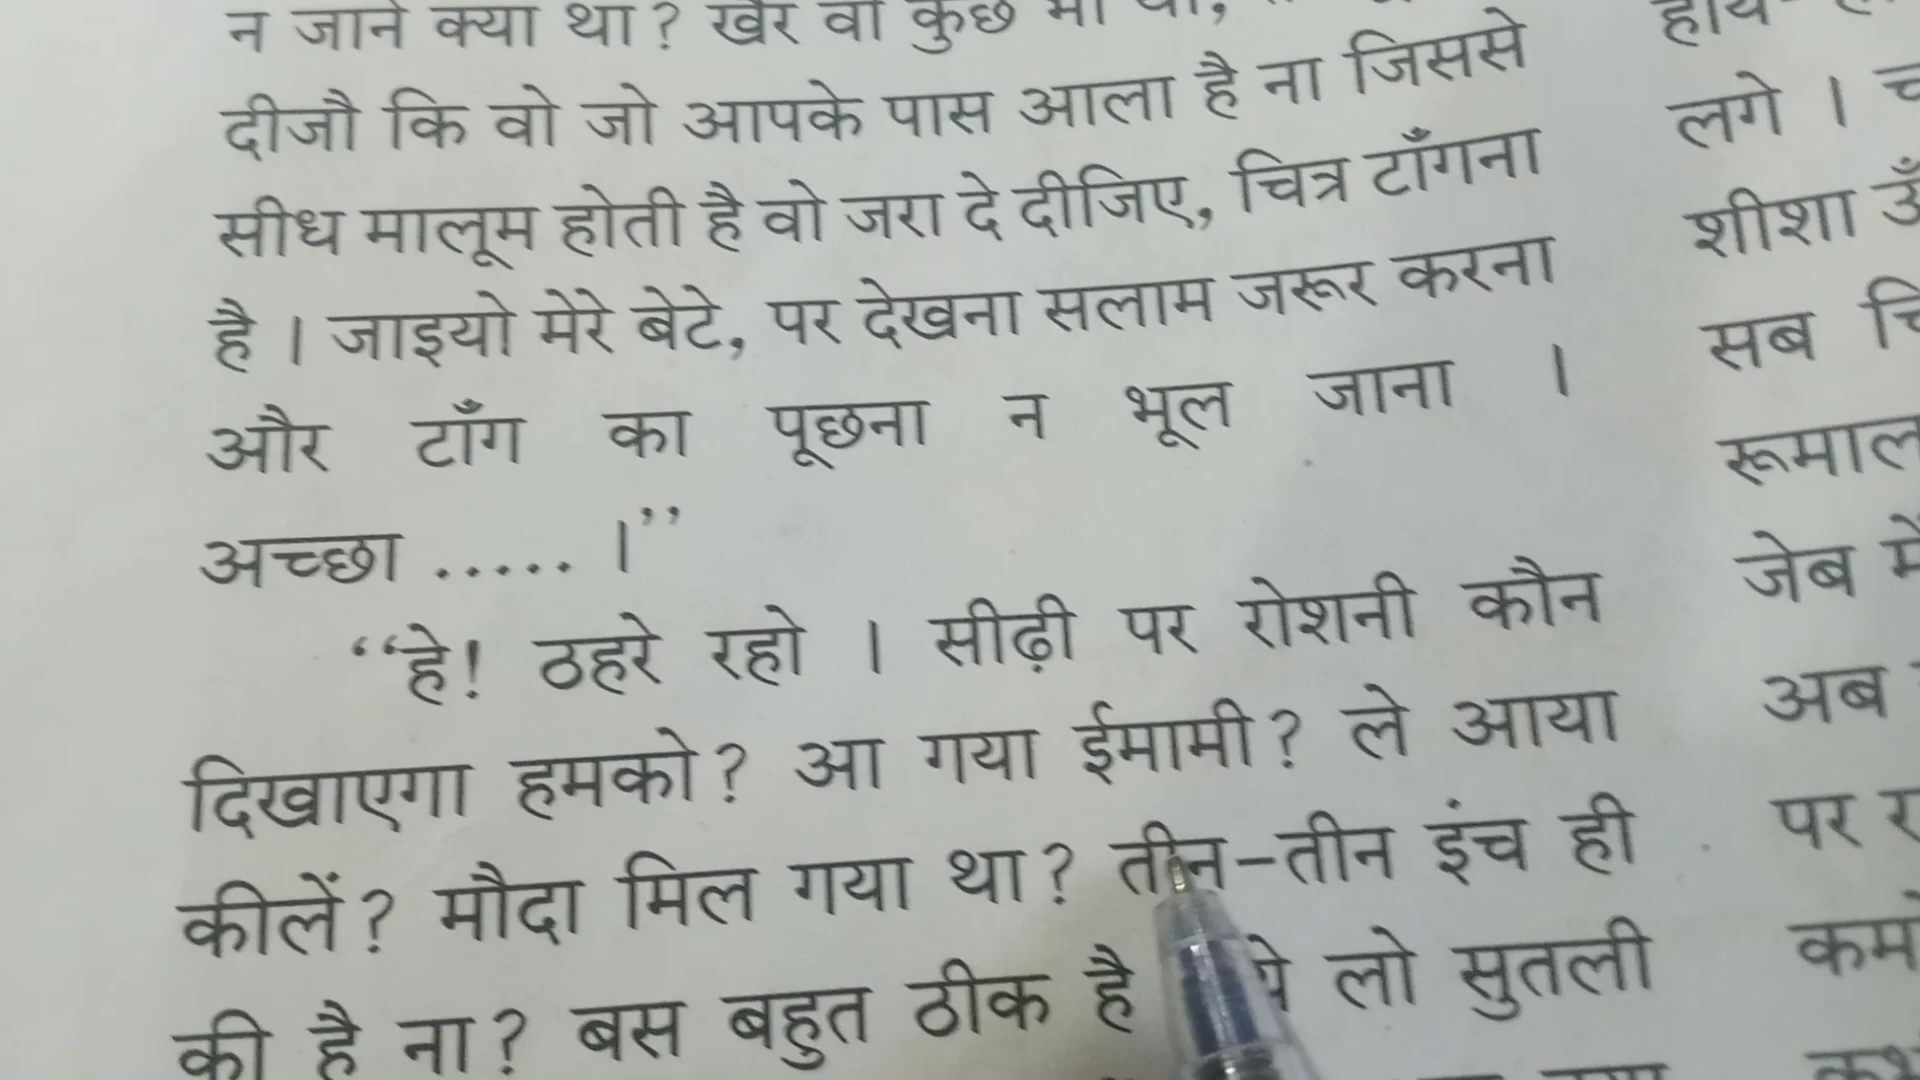 न जाने क्या था? खैर वो कुछ भी था,
दीजौ कि वो जो आपके पास आला है ना जिससे
सीध मालूम होती है वो जरा दे दीजिए, चित्र टाँगना
है । जाइयो मेरे बेटे, पर देखना सलाम जरूर करना
और टाँग का पूछना न भूल जाना ।
अच्छा ..... ।”
“हे! ठहरे रहो । सीढ़ी पर रोशनी कौन
दिखाएगा हमको? आ गया ईमामी? ले आया
कीलें? मौदा मिल गया था? तीन-तीन इंच ही
की है ना? बस बहुत ठीक है ये लो सुतली
लगे ।
शीशा
सब
रूमाल
जेब में
अब
पर